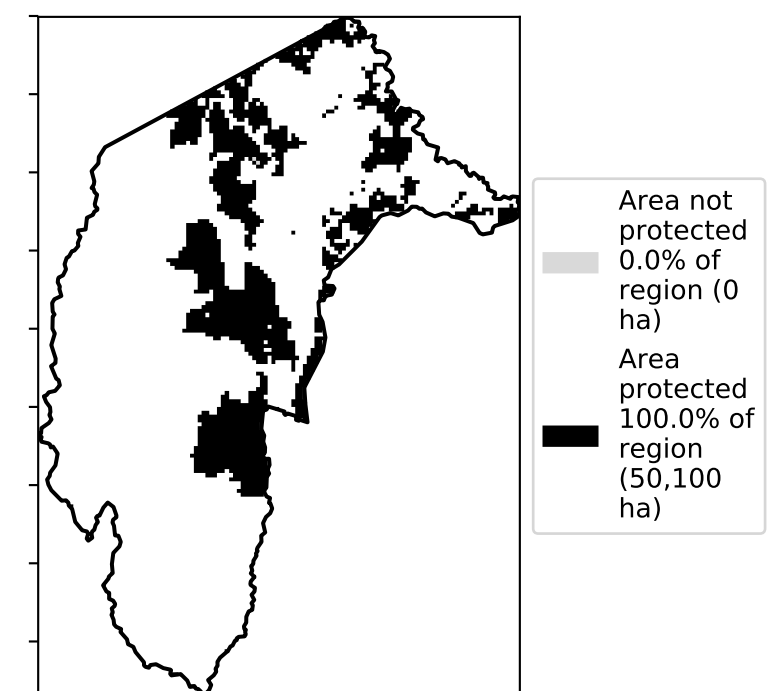 Area not
protected
0.0% of
region (0
ha)
Area
protected
100.0% of
region
(50,100
ha)